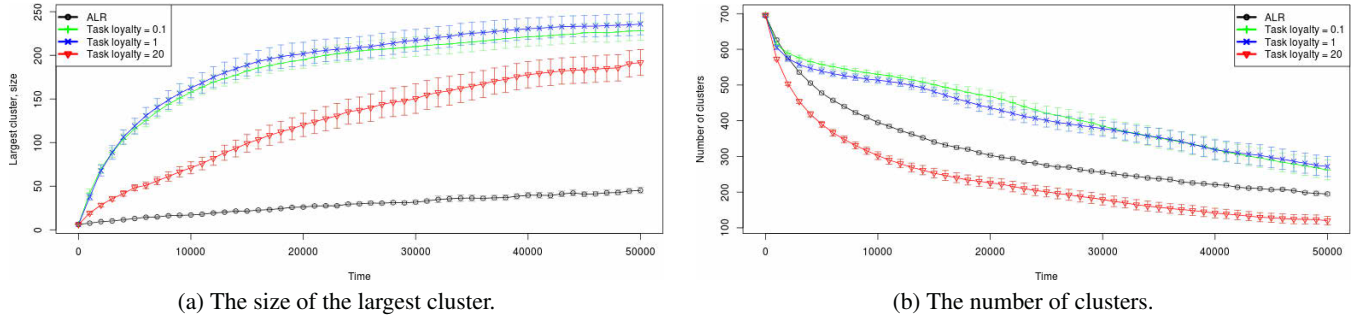 ALR
Task loyalty = 0.1
Task loyalty = 1
Task loyalty = 20
Largest cluster, size
250
200
150
100
50
0
0 10000 20000 30000 40000 50000
Time
(a) The size of the largest cluster.
ALR
Task loyalty = 0.1
Task loyalty = 1
Task loyalty = 20
Number of clusters
700
600
500
400
300
200
100
0 10000 20000 30000 40000 50000
Time
(b) The number of clusters.